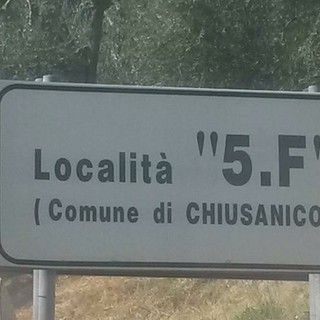 Località "5.F"
( Comune di CHIUSANICO